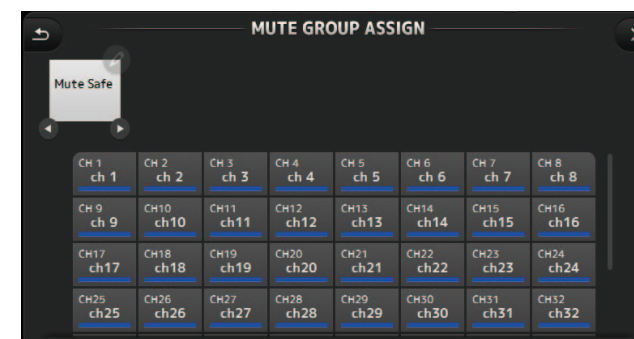 MUTE GROUP ASSIGN
Mute Safe
CH 1 CH 2 CH 3 CH 4 CH 5 CH 6 CH 7 CH 8
ch 1 ch 2 ch 3 ch 4 ch 5 ch 6 ch 7 ch 8
CH 9 CH10 CH11 CH12 CH13 CH14 CH15 CH16
ch 9 ch10 ch11 ch12 ch13 ch14 ch15 ch16
CH17 CH18 CH19 CH20 CH21 CH22 CH23 CH24
ch17 ch18 ch19 ch20 ch21 ch22 ch23 ch24
CH25 CH26 CH27 CH28 CH29 CH30 CH31 CH32
ch25 ch26 ch27 ch28 ch29 ch30 ch31 ch32